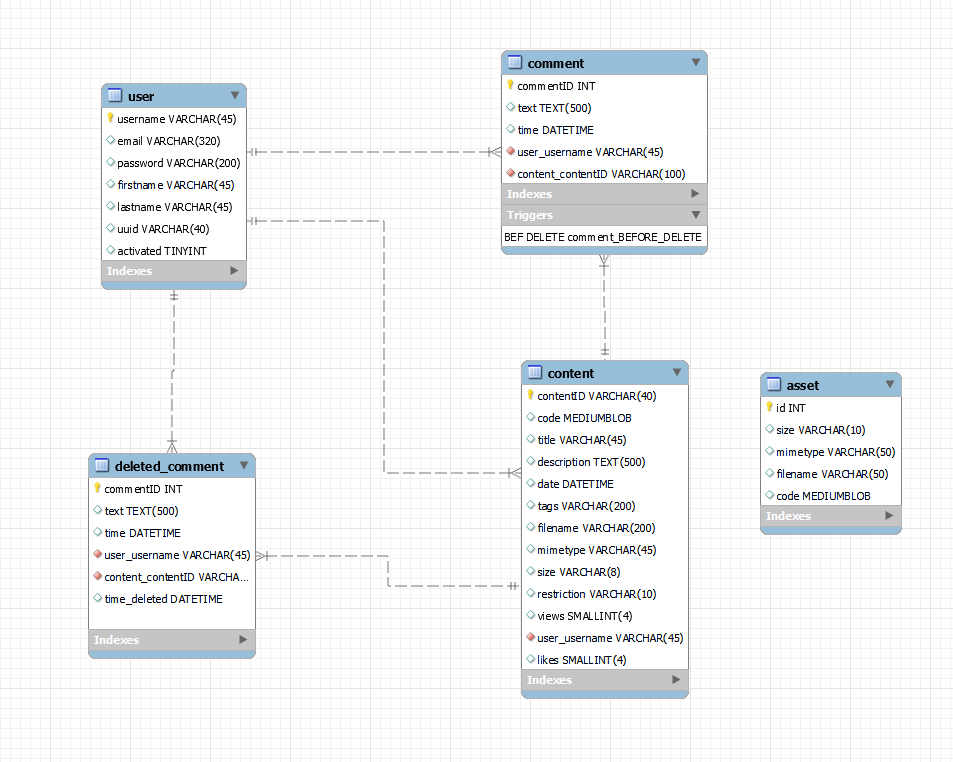 user
username VARCHAR(45)
email VARCHAR(320)
password VARCHAR(200)
firstname VARCHAR(45)
lastname VARCHAR(45)
uuid VARCHAR(40)
activated TINYINT
Indexes
comment
commentID INT
text TEXT(500)
time DATETIME
user_username VARCHAR(45)
content_contentID VARCHAR(100)
Indexes
Triggers
BEF DELETE comment_BEFORE_DELETE
deleted_comment
commentID INT
text TEXT(500)
time DATETIME
user_username VARCHAR(45)
content_contentID VARCHA...
time_deleted DATETIME
Indexes
content
contentID VARCHAR(40)
code MEDIUMBLOB
title VARCHAR(45)
description TEXT(500)
date DATETIME
tags VARCHAR(200)
filename VARCHAR(200)
mimetype VARCHAR(45)
size VARCHAR(8)
restriction VARCHAR(10)
views SMALLINT(4)
user_username VARCHAR(45)
likes SMALLINT(4)
Indexes
asset
id INT
size VARCHAR(10)
mimetype VARCHAR(50)
filename VARCHAR(50)
code MEDIUMBLOB
Indexes